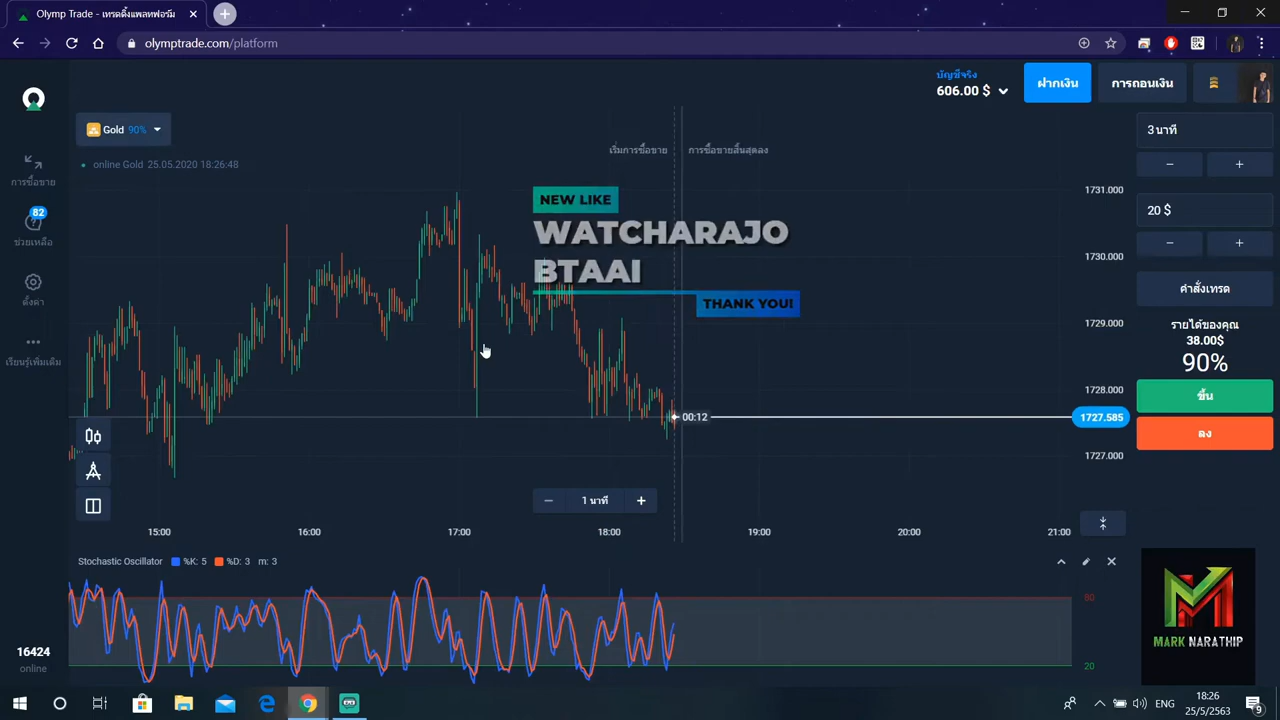 Olymp Trade - เทรดดิ้งแพลทฟอร์ม
olymptrade.com/platform
บัญชีจริง
606.00 $
ฝากเงิน
การถอนเงิน
Gold 90%
online Gold 25.05.2020 18:26:48
เริ่มการซื้อขาย
การซื้อขายสิ้นสุดลง
การซื้อขาย
82
ช่วยเหลือ
ตั้งค่า
เรียนรู้เพิ่มเติม
NEW LIKE
WATCHARAJO
BTAAI
THANK YOU!
1731.000
1730.000
1729.000
1728.000
1727.585
1727.000
00:12
3 นาที
− +
20 $
− +
คำสั่งเทรด
รายได้ของคุณ
38.00$
90%
ขึ้น
ลง
− 1 นาที +
15:00 16:00 17:00 18:00 19:00 20:00 21:00
Stochastic Oscillator %K: 5 %D: 3 m: 3
80
20
16424
online
MARK NARATHIP
ENG
18:26
25/5/2563
9